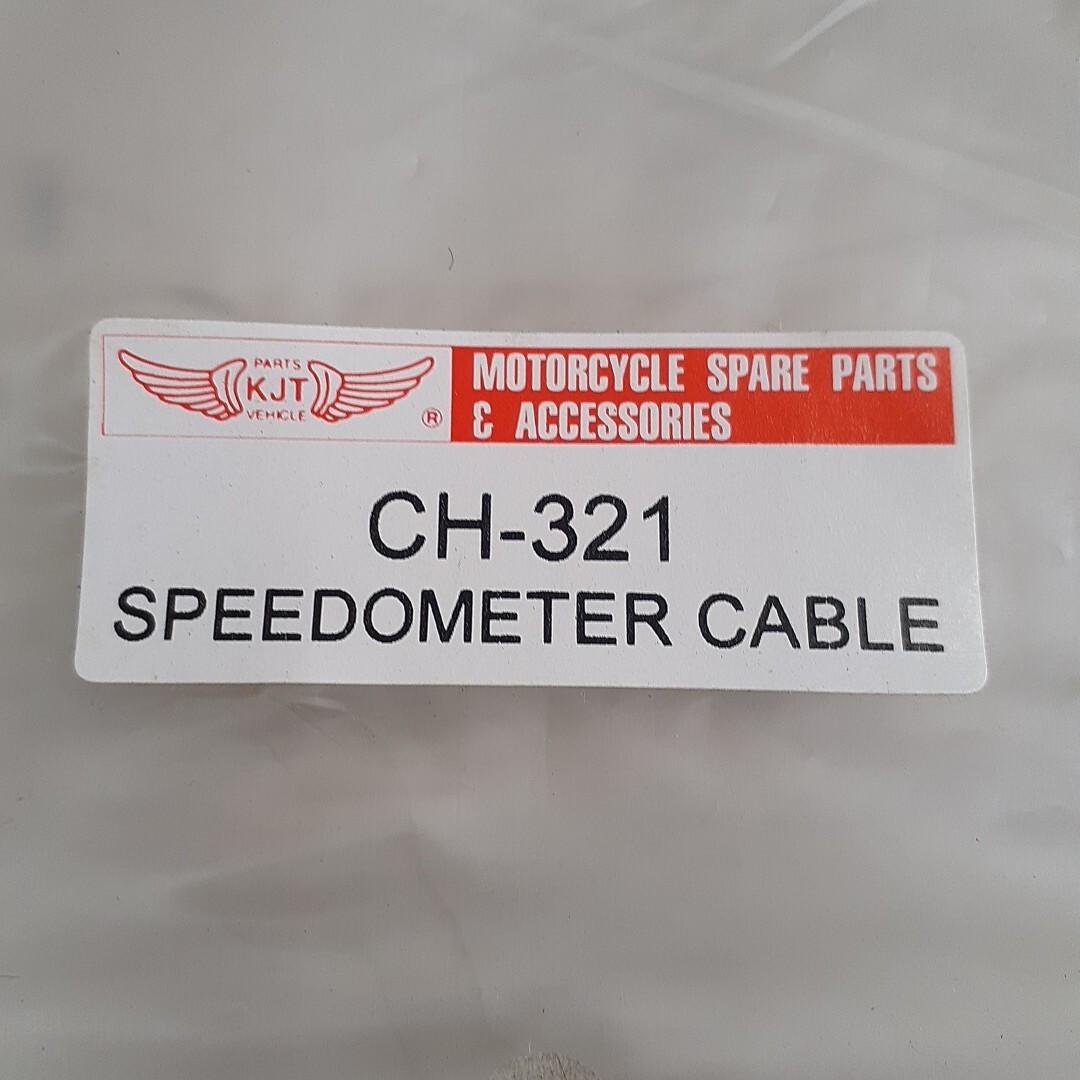 PARTS
KJT
VEHICLE
®
MOTORCYCLE SPARE PARTS
& ACCESSORIES
CH-321
SPEEDOMETER CABLE